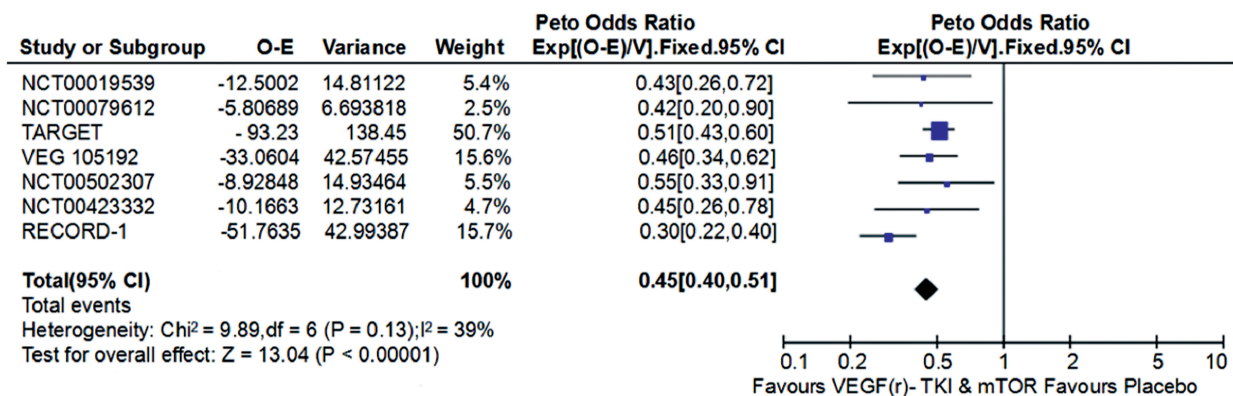 Peto Odds Ratio Peto Odds Ratio
Study or Subgroup O-E Variance Weight Exp[(O-E)/V].Fixed.95% CI Exp[(O-E)/V].Fixed.95% CI
NCT00019539 -12.5002 14.81122 5.4% 0.43[0.26,0.72]
NCT00079612 -5.80689 6.693818 2.5% 0.42[0.20,0.90]
TARGET - 93.23 138.45 50.7% 0.51[0.43,0.60]
VEG 105192 -33.0604 42.57455 15.6% 0.46[0.34,0.62]
NCT00502307 -8.92848 14.93464 5.5% 0.55[0.33,0.91]
NCT00423332 -10.1663 12.73161 4.7% 0.45[0.26,0.78]
RECORD-1 -51.7635 42.99387 15.7% 0.30[0.22,0.40]
Total(95% CI) 100% 0.45[0.40,0.51]
Total events
Heterogeneity: Chi² = 9.89,df = 6 (P = 0.13);I² = 39%
Test for overall effect: Z = 13.04 (P < 0.00001)
0.1 0.2 0.5 1 2 5 10
Favours VEGF(r)- TKI & mTOR Favours Placebo